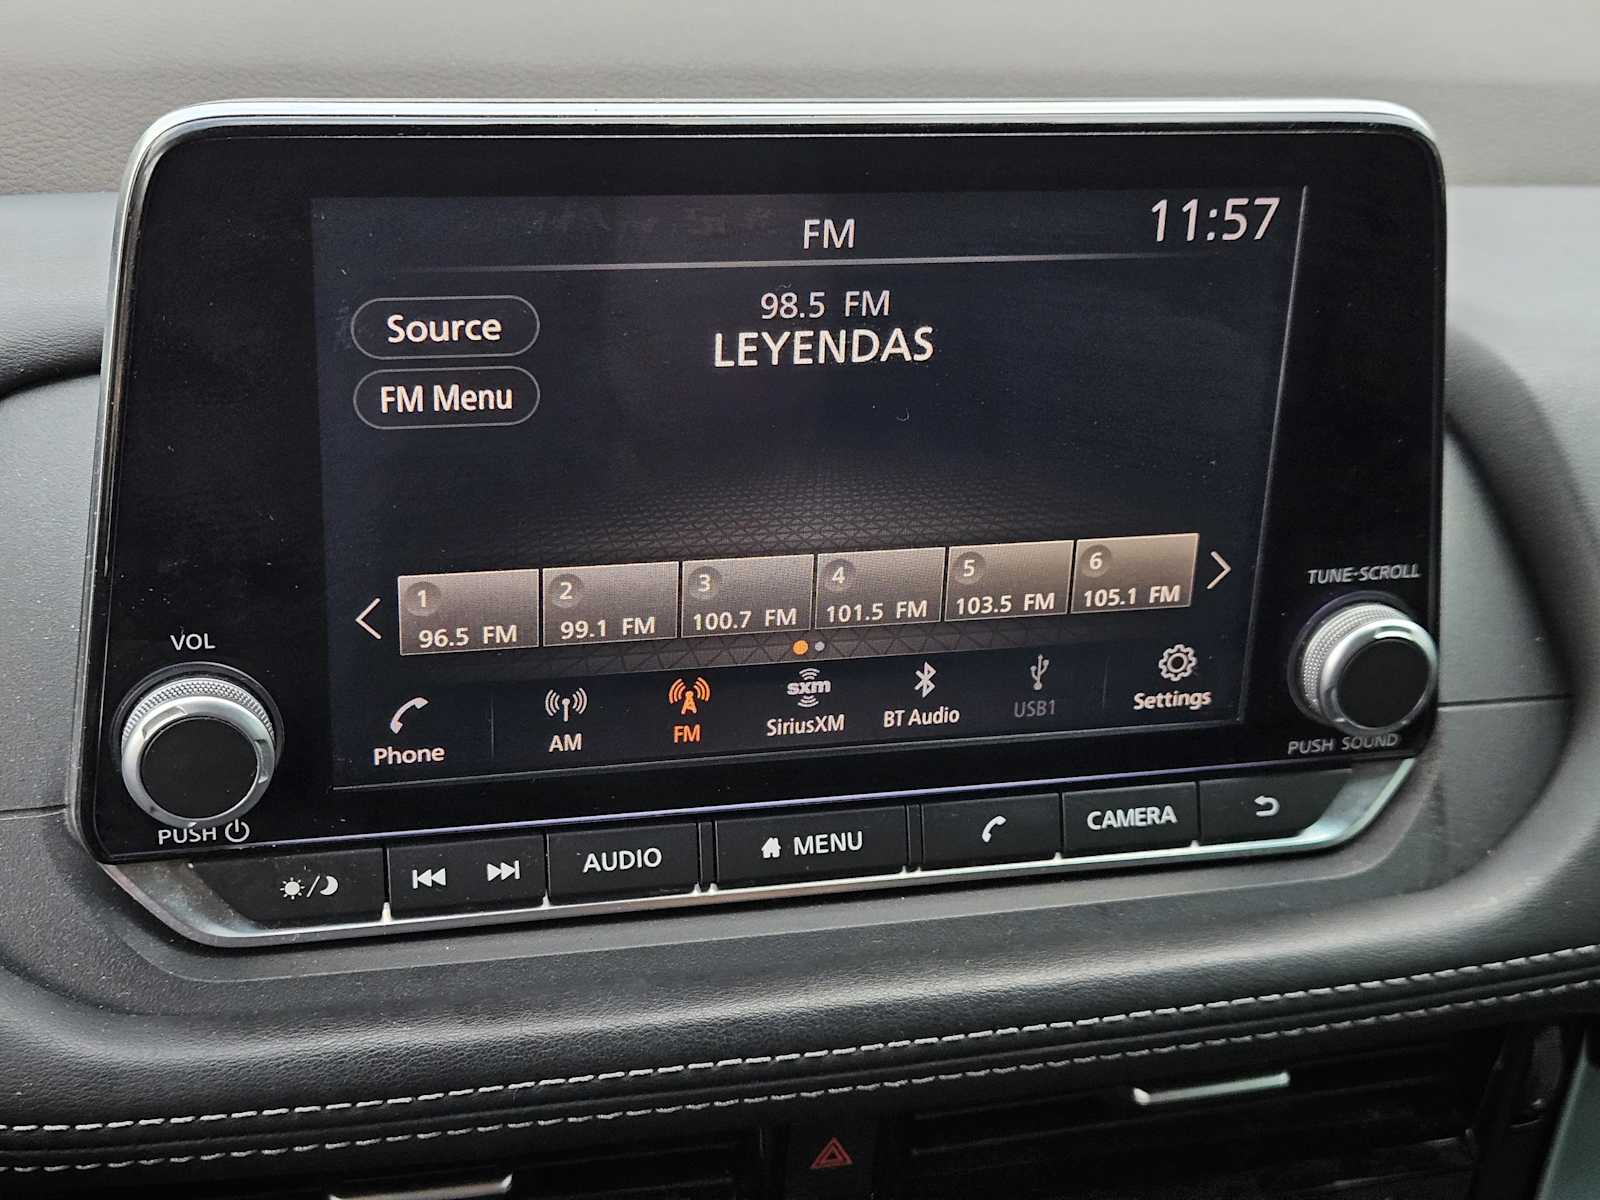 FM
11:57
98.5 FM
LEYENDAS
Source
FM Menu
1
96.5 FM
2
99.1 FM
3
100.7 FM
4
101.5 FM
5
103.5 FM
6
105.1 FM
Phone
AM
FM
sxm
SiriusXM
BT Audio
USB1
Settings
VOL
PUSH
TUNE·SCROLL
PUSH SOUND
AUDIO
MENU
CAMERA